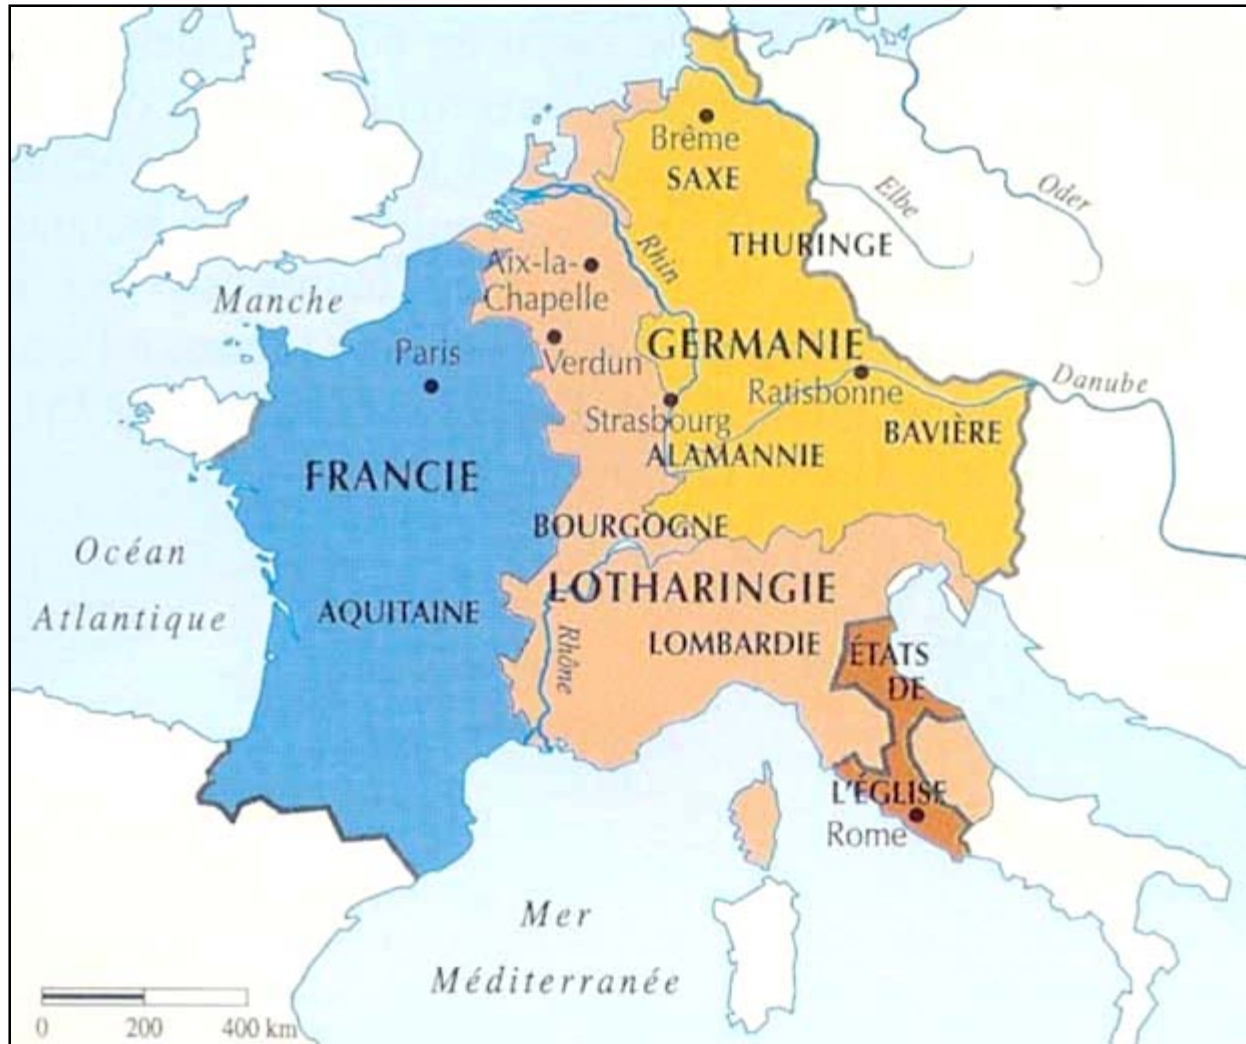 Brême
SAXE
Elbe
Oder
THURINGE
Rhin
Aix-la-
Chapelle
Manche
Paris
Verdun
GERMANIE
Ratisbonne
Danube
Strasbourg
BAVIÈRE
ALAMANNIE
FRANCIE
BOURGOGNE
Océan
Atlantique
LOTHARINGIE
AQUITAINE
Rhône
LOMBARDIE
ÉTATS
DE
L'ÉGLISE
Rome
Mer
Méditerranée
0 200 400 km